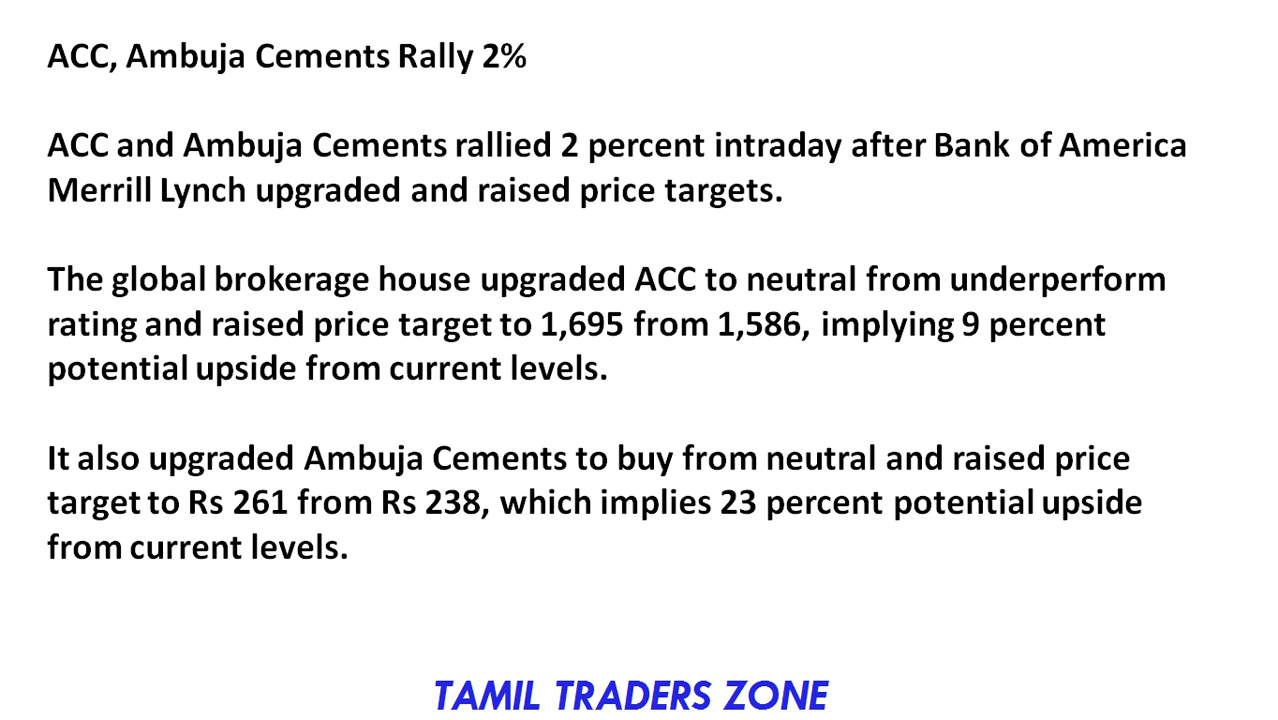 ACC, Ambuja Cements Rally 2%
ACC and Ambuja Cements rallied 2 percent intraday after Bank of America
Merrill Lynch upgraded and raised price targets.
The global brokerage house upgraded ACC to neutral from underperform
rating and raised price target to 1,695 from 1,586, implying 9 percent
potential upside from current levels.
It also upgraded Ambuja Cements to buy from neutral and raised price
target to Rs 261 from Rs 238, which implies 23 percent potential upside
from current levels.
TAMIL TRADERS ZONE